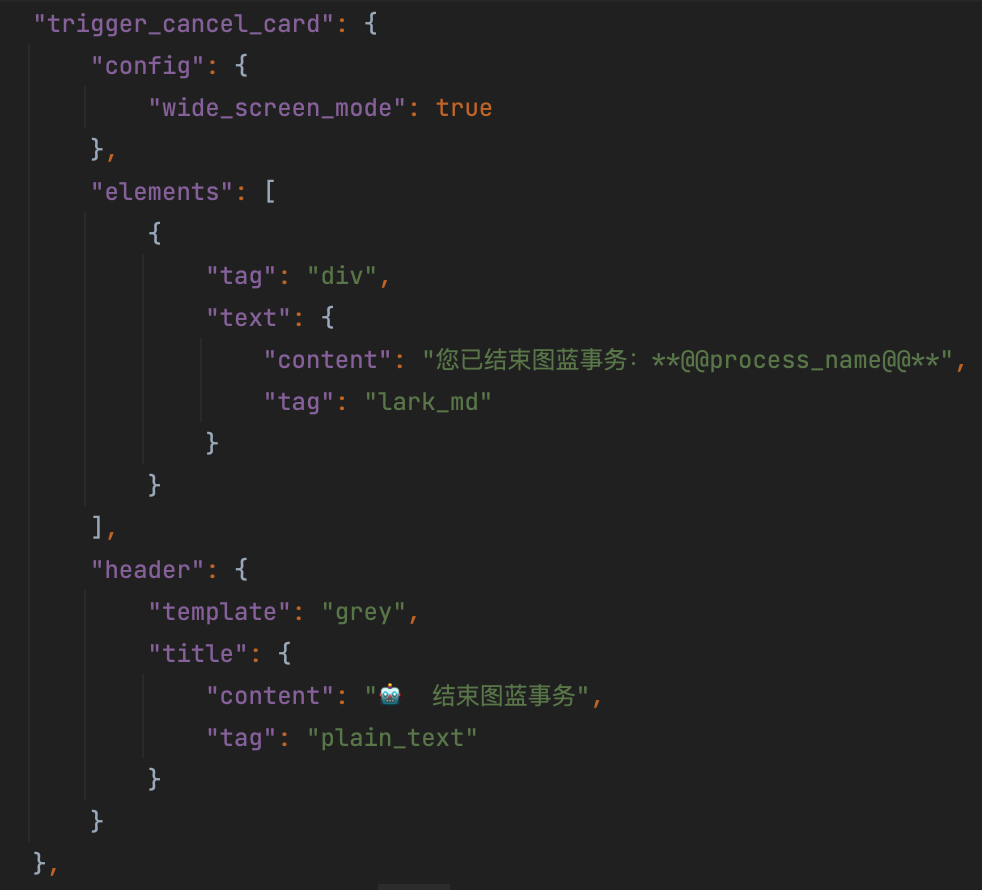 "trigger_cancel_card": {
    "config": {
        "wide_screen_mode": true
    },
    "elements": [
        {
            "tag": "div",
            "text": {
                "content": "您已结束图蓝事务：**@@process_name@@**",
                "tag": "lark_md"
            }
        }
    ],
    "header": {
        "template": "grey",
        "title": {
            "content": "🤖  结束图蓝事务",
            "tag": "plain_text"
        }
    }
},